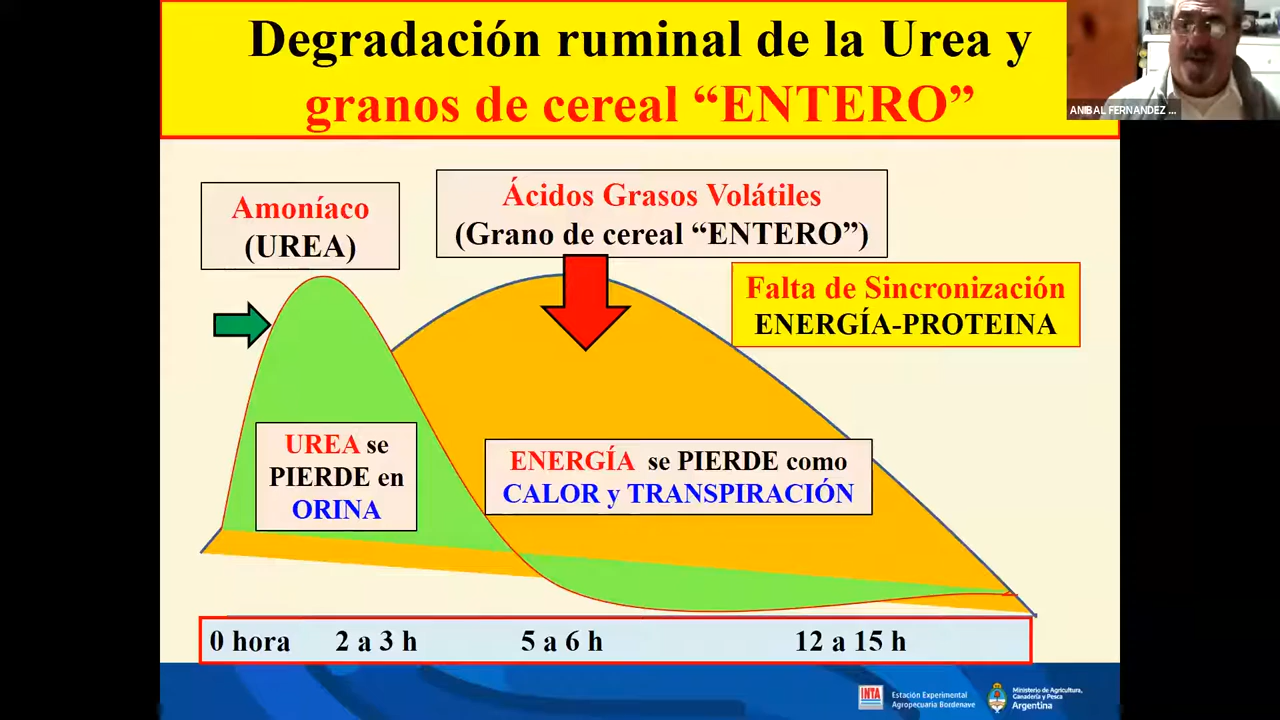 Degradación ruminal de la Urea y
granos de cereal “ENTERO”
ANIBAL FERNANDEZ ...
Amoníaco
(UREA)
Ácidos Grasos Volátiles
(Grano de cereal “ENTERO”)
Falta de Sincronización
ENERGÍA-PROTEINA
UREA se
PIERDE en
ORINA
ENERGÍA se PIERDE como
CALOR y TRANSPIRACIÓN
0 hora 2 a 3 h 5 a 6 h 12 a 15 h
INTA
Estación Experimental
Agropecuaria Bordenave
Ministerio de Agricultura,
Ganadería y Pesca
Argentina